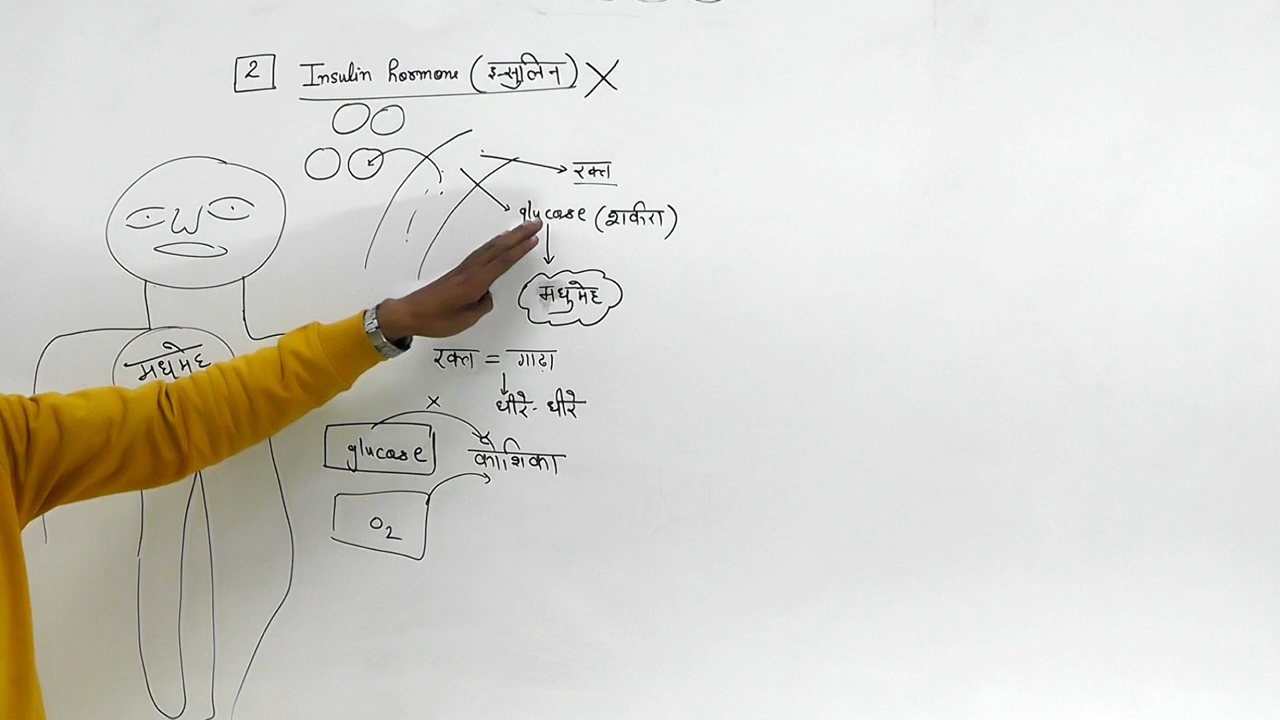 2 Insulin hormone (इन्सुलिन) X
रक्त
glucose (शर्करा)
मधुमेह
मधुमेह
रक्त = गाढ़ा
धीरे-धीरे
x
glucose कोशिका
O₂